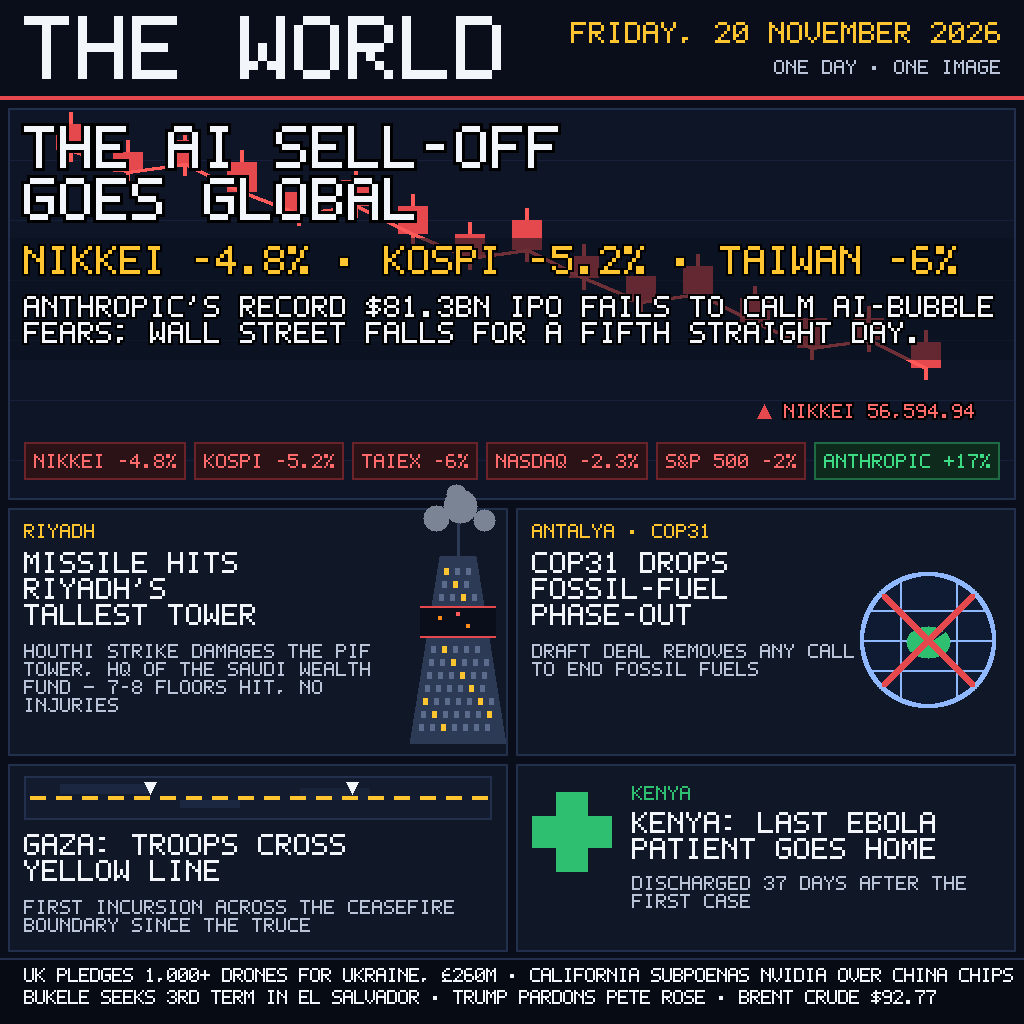 THE WORLD
FRIDAY, 20 NOVEMBER 2026
ONE DAY · ONE IMAGE
THE AI SELL-OFF
GOES GLOBAL
NIKKEI -4.8% · KOSPI -5.2% · TAIWAN -6%
ANTHROPIC'S RECORD $81.3BN IPO FAILS TO CALM AI-BUBBLE
FEARS; WALL STREET FALLS FOR A FIFTH STRAIGHT DAY.
▲ NIKKEI 56,594.94
NIKKEI -4.8%
KOSPI -5.2%
TAIEX -6%
NASDAQ -2.3%
S&P 500 -2%
ANTHROPIC +17%
RIYADH
MISSILE HITS
RIYADH'S
TALLEST TOWER
HOUTHI STRIKE DAMAGES THE PIF
TOWER, HQ OF THE SAUDI WEALTH
FUND – 7-8 FLOORS HIT, NO
INJURIES
ANTALYA · COP31
COP31 DROPS
FOSSIL-FUEL
PHASE-OUT
DRAFT DEAL REMOVES ANY CALL
TO END FOSSIL FUELS
GAZA: TROOPS CROSS
YELLOW LINE
FIRST INCURSION ACROSS THE CEASEFIRE
BOUNDARY SINCE THE TRUCE
KENYA
KENYA: LAST EBOLA
PATIENT GOES HOME
DISCHARGED 37 DAYS AFTER THE
FIRST CASE
UK PLEDGES 1,000+ DRONES FOR UKRAINE, £260M · CALIFORNIA SUBPOENAS NVIDIA OVER CHINA CHIPS
BUKELE SEEKS 3RD TERM IN EL SALVADOR · TRUMP PARDONS PETE ROSE · BRENT CRUDE $92.77